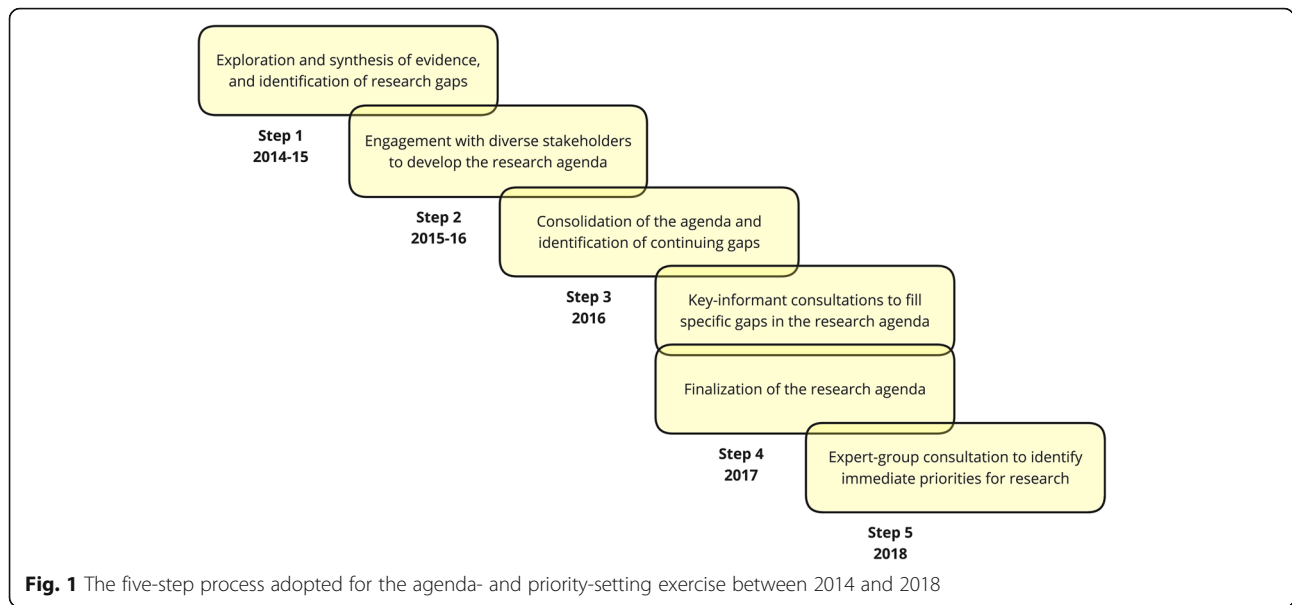 Exploration and synthesis of evidence,
and identification of research gaps
Step 1
2014-15
Engagement with diverse stakeholders
to develop the research agenda
Step 2
2015-16
Consolidation of the agenda and
identification of continuing gaps
Step 3
2016
Key-informant consultations to fill
specific gaps in the research agenda
Finalization of the research agenda
Step 4
2017
Expert-group consultation to identify
immediate priorities for research
Step 5
2018
Fig. 1 The five-step process adopted for the agenda- and priority-setting exercise between 2014 and 2018